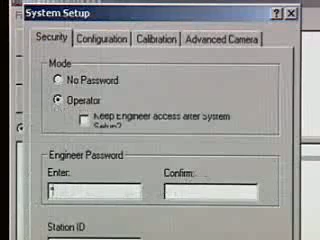 System Setup
Security
Configuration
Calibration
Advanced Camera
Mode
No Password
Operator
Keep Engineer access after System
Setup?
Engineer Password
Enter:
Confirm:
*
Station ID